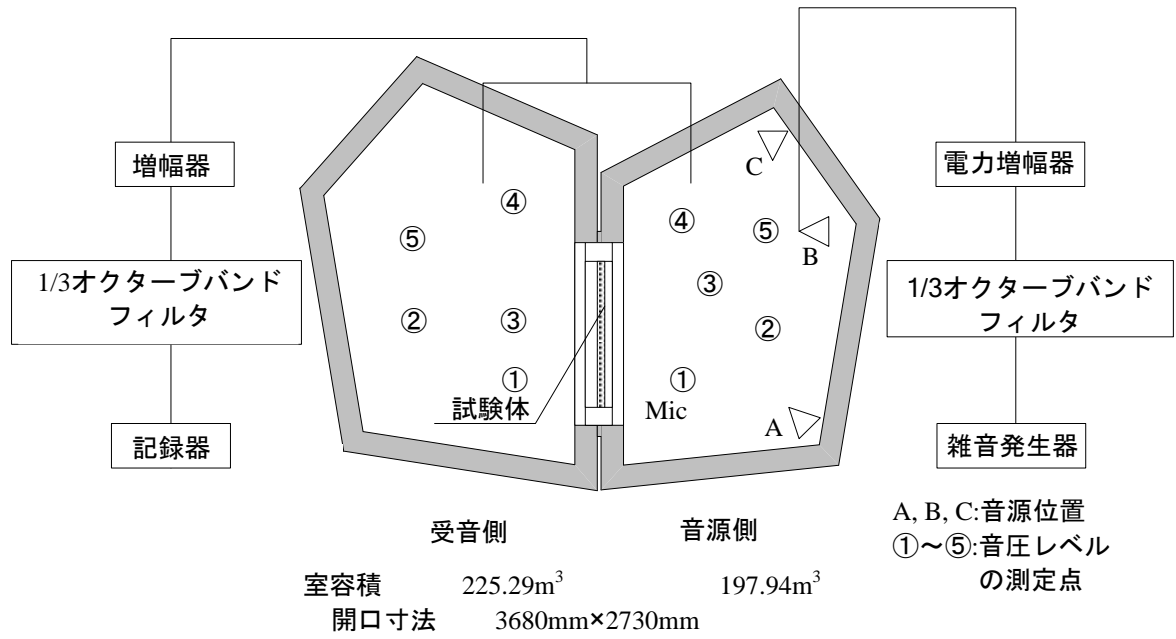 増幅器
1/3オクターブバンド
フィルタ
記録器
④
⑤
②
③
①
試験体
C
④
⑤
B
③
②
①
Mic
A
電力増幅器
1/3オクターブバンド
フィルタ
雑音発生器
受音側
音源側
A, B, C:音源位置
①～⑤:音圧レベル
の測定点
室容積 225.29m³ 197.94m³
開口寸法 3680mm×2730mm